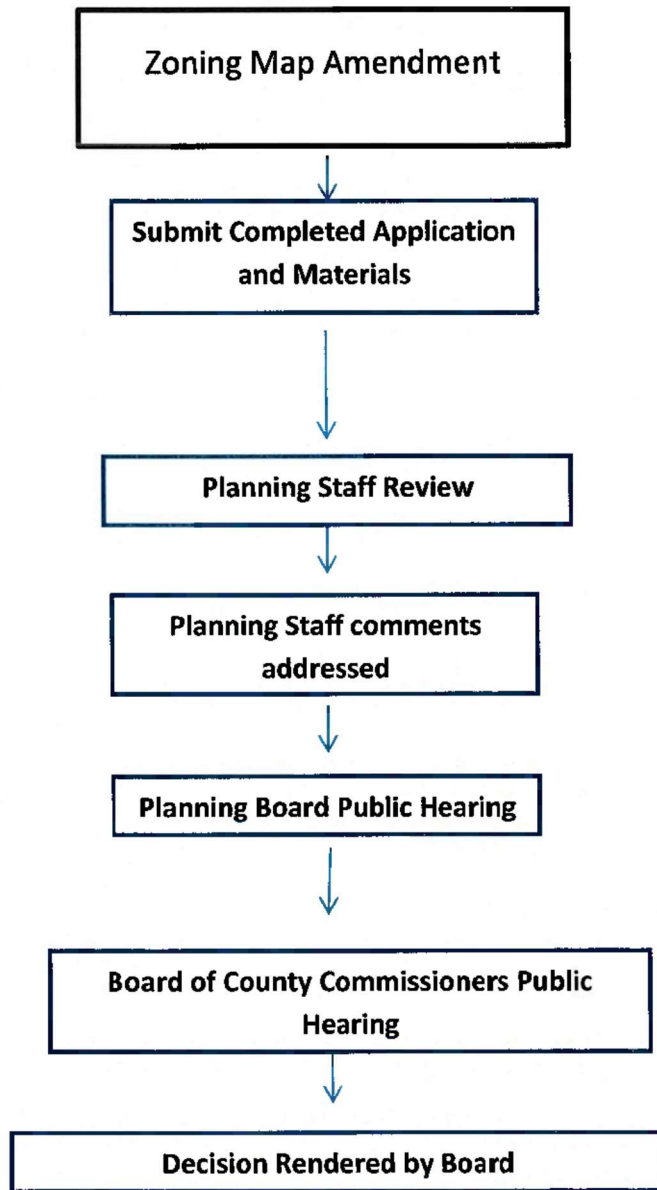 Zoning Map Amendment
Submit Completed Application
and Materials
Planning Staff Review
Planning Staff comments
addressed
Planning Board Public Hearing
Board of County Commissioners Public
Hearing
Decision Rendered by Board